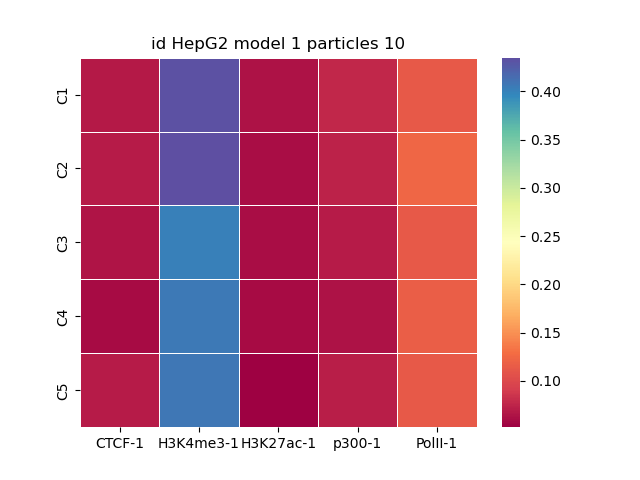 id HepG2 model 1 particles 10
C1
C2
C3
C4
C5
CTCF-1 H3K4me3-1 H3K27ac-1 p300-1 PolII-1
0.40
0.35
0.30
0.25
0.20
0.15
0.10